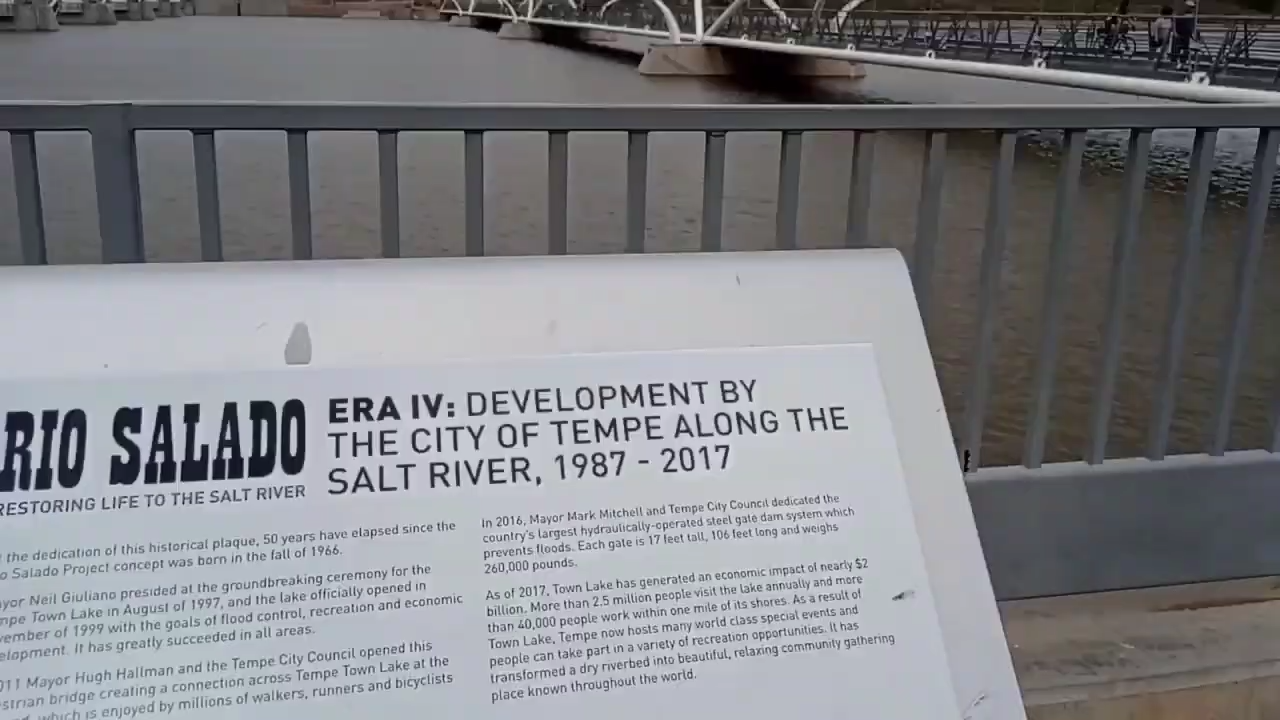 RIO SALADO
RESTORING LIFE TO THE SALT RIVER
ERA IV: DEVELOPMENT BY
THE CITY OF TEMPE ALONG THE
SALT RIVER, 1987 - 2017
the dedication of this historical plaque, 50 years have elapsed since the
Salado Project concept was born in the fall of 1966.
Neil Giuliano presided at the groundbreaking ceremony for the
Town Lake in August of 1997, and the lake officially opened in
of 1999 with the goals of flood control, recreation and economic
It has greatly succeeded in all areas.
Mayor Hugh Hallman and the Tempe City Council opened this
bridge creating a connection across Tempe Town Lake at the
which is enjoyed by millions of walkers, runners and bicyclists
In 2016, Mayor Mark Mitchell and Tempe City Council dedicated the
country's largest hydraulically-operated steel gate dam system which
prevents floods. Each gate is 17 feet tall, 106 feet long and weighs
260,000 pounds.
As of 2017, Town Lake has generated an economic impact of nearly $2
billion. More than 2.5 million people visit the lake annually and more
than 40,000 people work within one mile of its shores. As a result of
Town Lake, Tempe now hosts many world class special events and
people can take part in a variety of recreation opportunities. It has
transformed a dry riverbed into beautiful, relaxing community gathering
place known throughout the world.